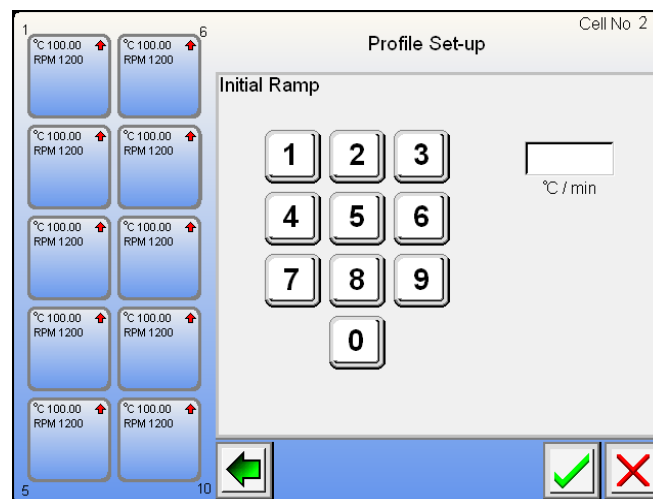 1
6
°C 100.00
RPM 1200
°C 100.00
RPM 1200
°C 100.00
RPM 1200
°C 100.00
RPM 1200
°C 100.00
RPM 1200
°C 100.00
RPM 1200
°C 100.00
RPM 1200
°C 100.00
RPM 1200
°C 100.00
RPM 1200
°C 100.00
RPM 1200
5
10
Cell No 2
Profile Set-up
Initial Ramp
1 2 3
4 5 6
7 8 9
0
°C / min